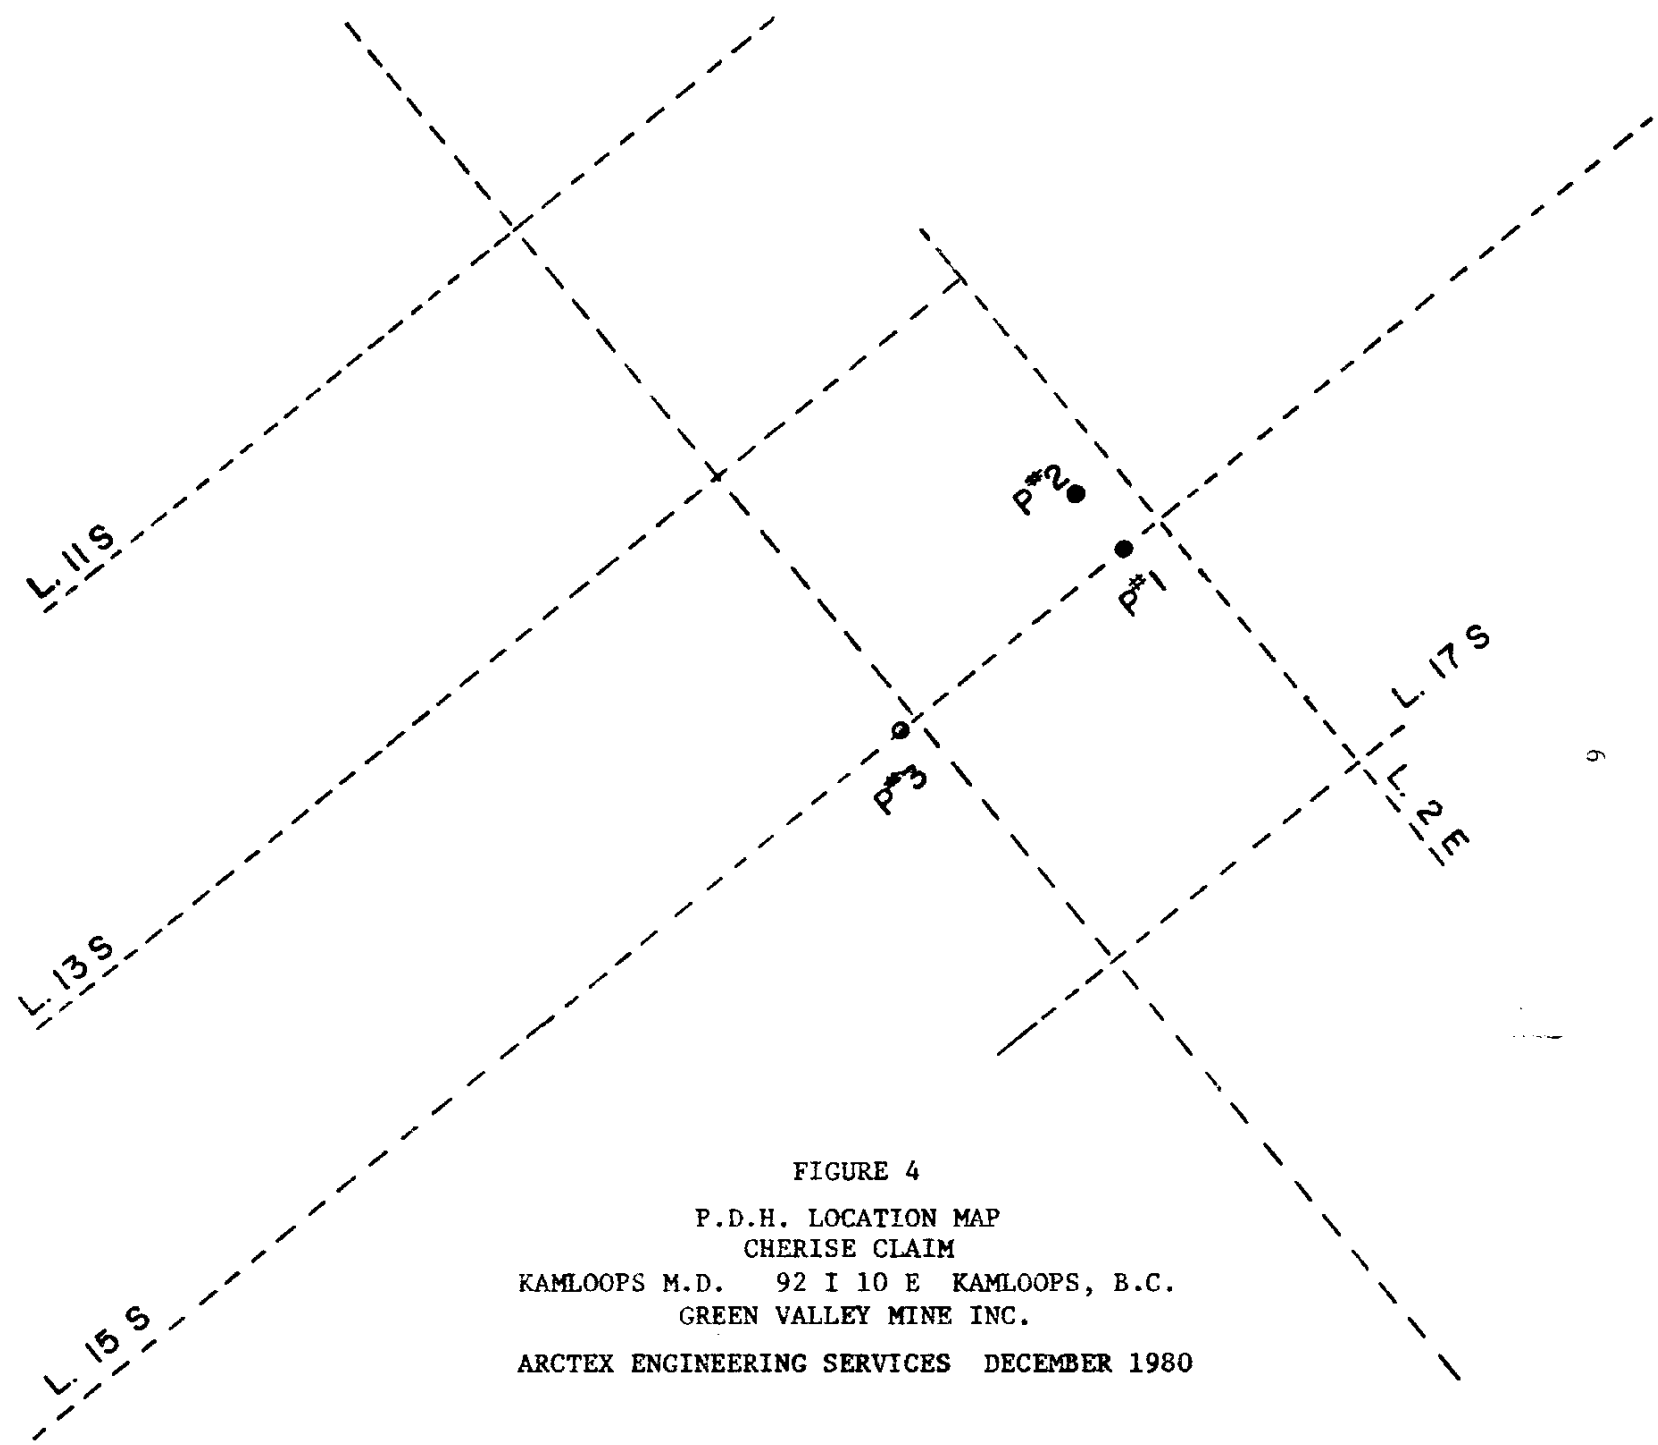 L. 11 S
P#2
P#1
L. 17 S
6
L. 2 E
P#3
L. 13 S
L. 15 S
FIGURE 4
P.D.H. LOCATION MAP
CHERISE CLAIM
KAMLOOPS M.D. 92 I 10 E KAMLOOPS, B.C.
GREEN VALLEY MINE INC.
ARCTEX ENGINEERING SERVICES DECEMBER 1980